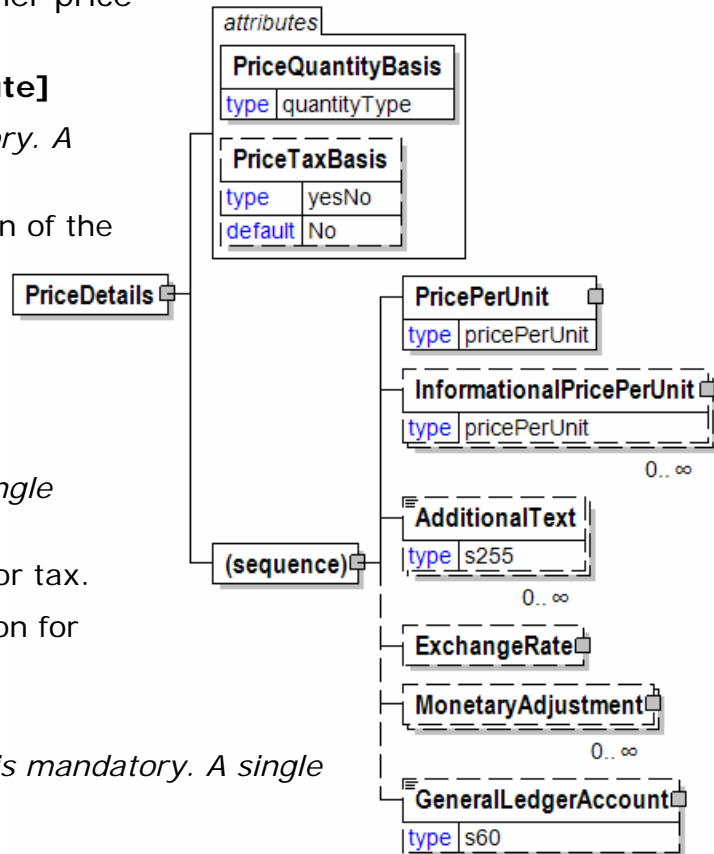 er price
attributes
PriceQuantityBasis
type quantityType
te]
ry. A
PriceTaxBasis
type yesNo
default No
n of the
PriceDetails
PricePerUnit
type pricePerUnit
InformationalPricePerUnit
type pricePerUnit
0.. ∞
ngle
AdditionalText
type s255
0.. ∞
(sequence)
or tax.
on for
ExchangeRate
MonetaryAdjustment
0.. ∞
is mandatory. A single
GeneralLedgerAccount
type s60